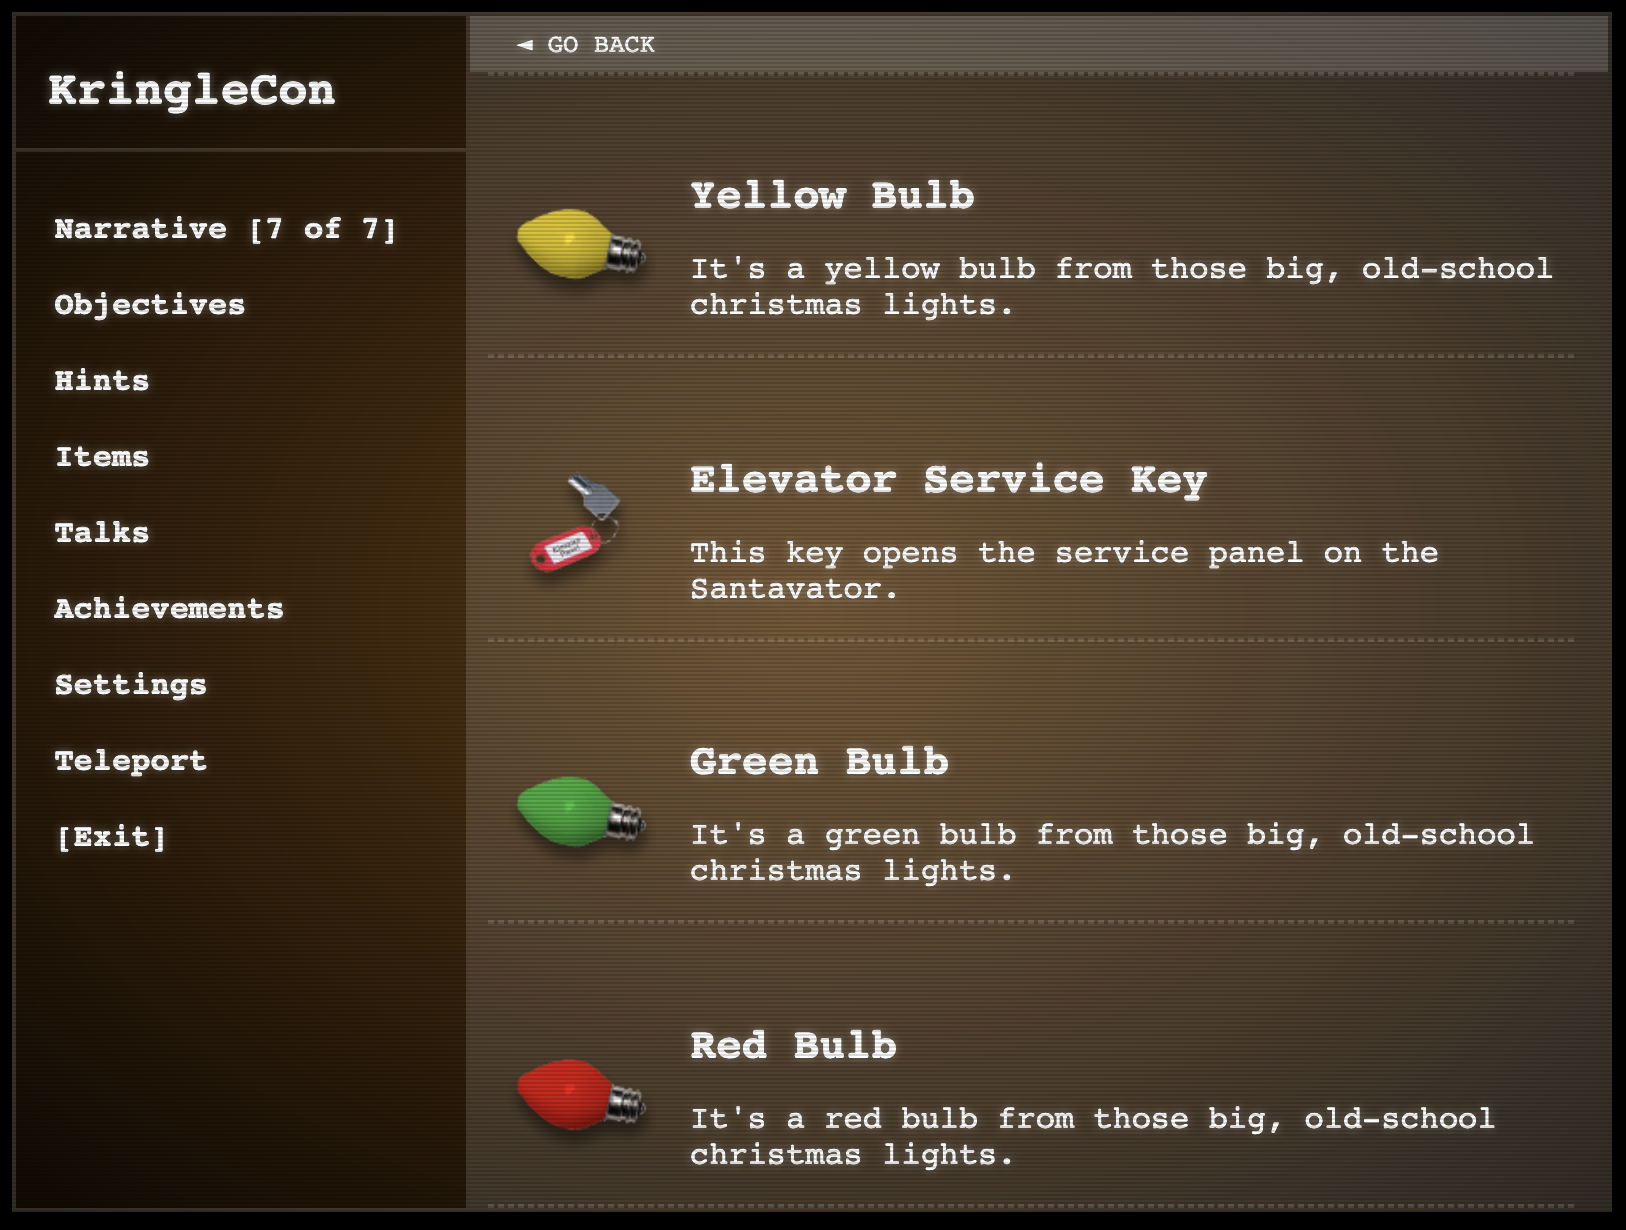 ◄ GO BACK
KringleCon
Narrative [7 of 7]
Objectives
Hints
Items
Talks
Achievements
Settings
Teleport
[Exit]
Yellow Bulb
It's a yellow bulb from those big, old-school
christmas lights.
Elevator Service Key
This key opens the service panel on the
Santavator.
Green Bulb
It's a green bulb from those big, old-school
christmas lights.
Red Bulb
It's a red bulb from those big, old-school
christmas lights.